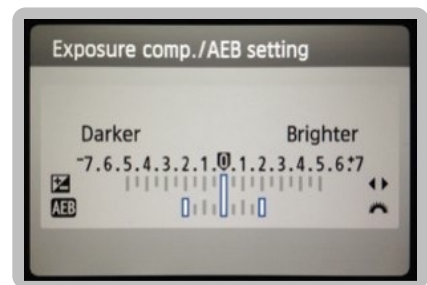 Exposure comp./AEB setting
Darker Brighter
-7.6.5.4.3.2.1.0.1.2.3.4.5.6.+7
AEB